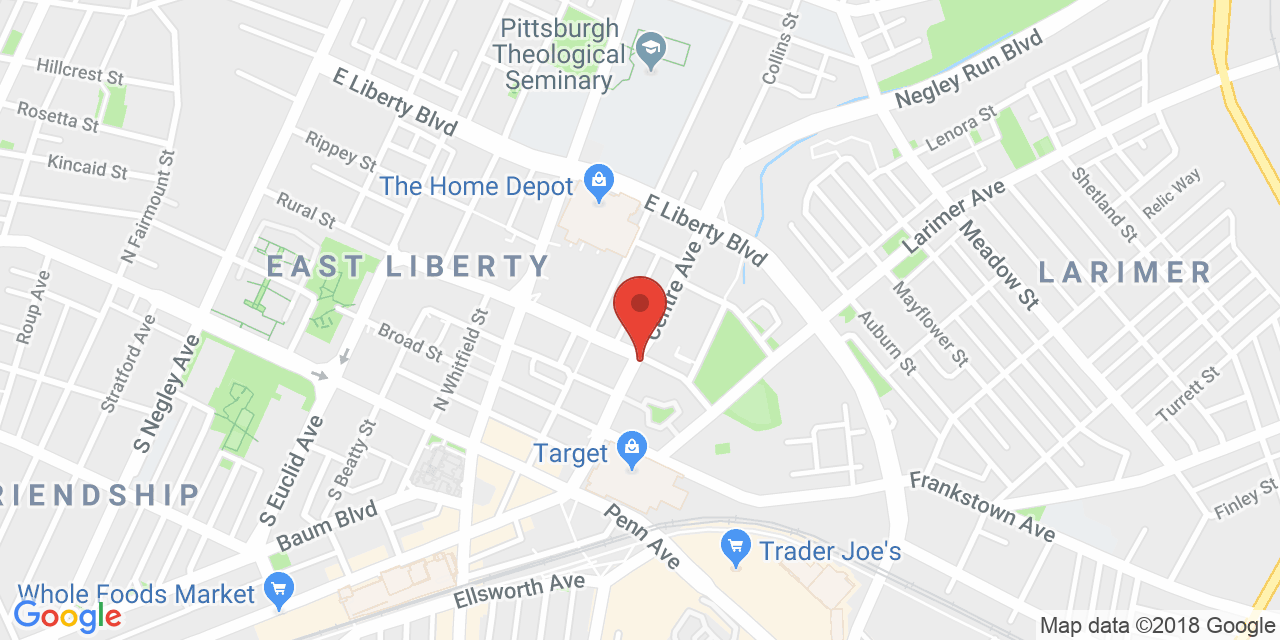 Pittsburgh
Theological
Seminary
Collins St
Negley Run Blvd
Hillcrest St
E Liberty Blvd
Rosetta St
Lenora St
Rippey St
Kincaid St
The Home Depot
Shetland St
Relic Way
Rural St
N Fairmount St
E Liberty Blvd
Larimer Ave
Meadow St
EAST LIBERTY
Centre Ave
LARIMER
Roup Ave
Mayflower St
Auburn St
Broad St
N Whitfield St
Stratford Ave
S Negley Ave
Turrett St
Target
S Euclid Ave
S Beatty St
RIENDSHIP
Frankstown Ave
Finley St
Baum Blvd
Penn Ave
Trader Joe's
Ellsworth Ave
Whole Foods Market
Google
Map data ©2018 Google